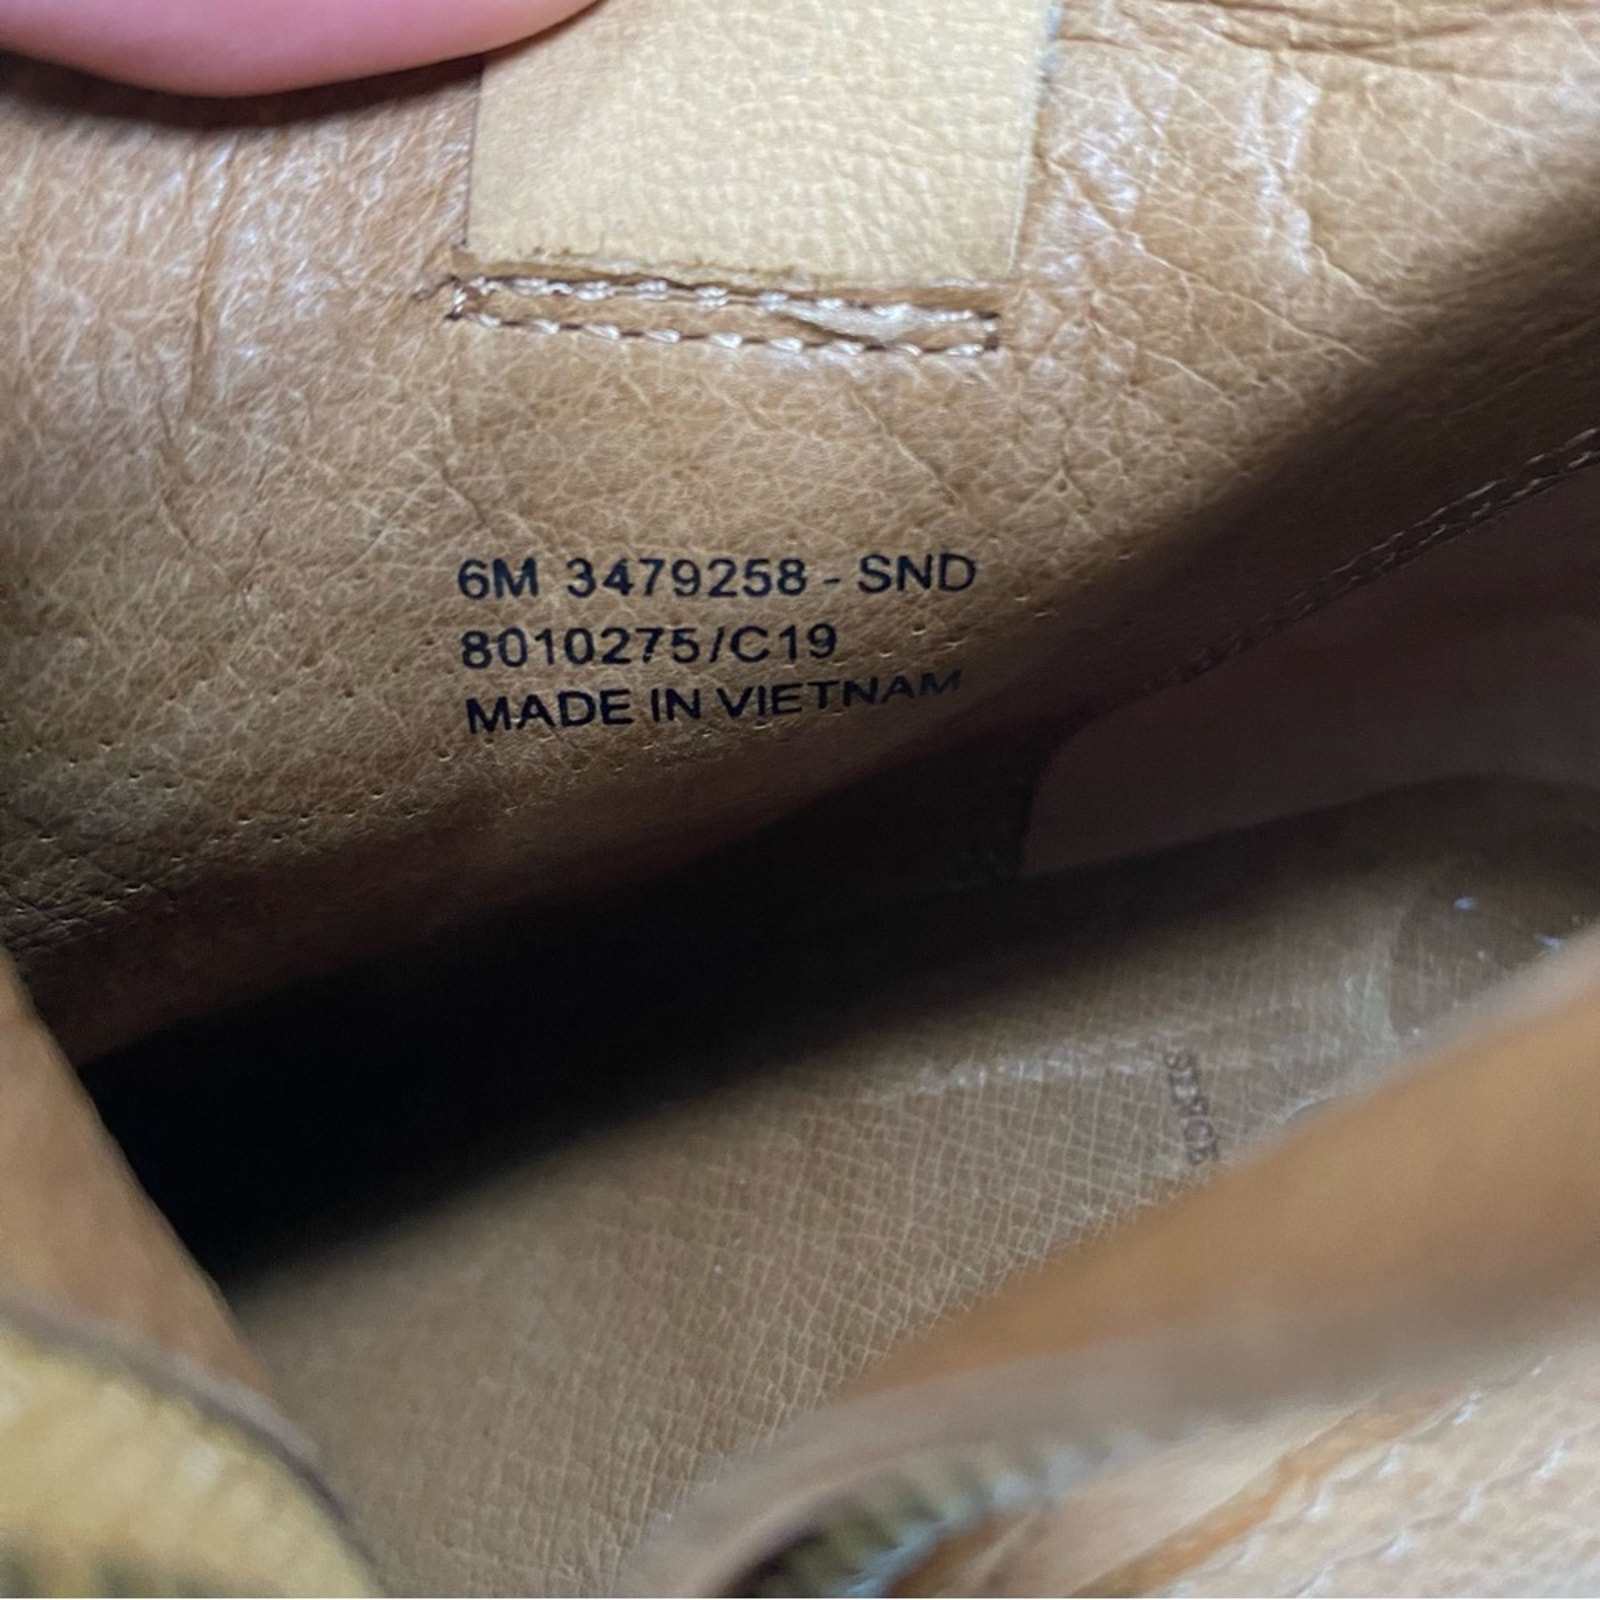 6M 3479258 - SND
8010275/C19
MADE IN VIETNAM